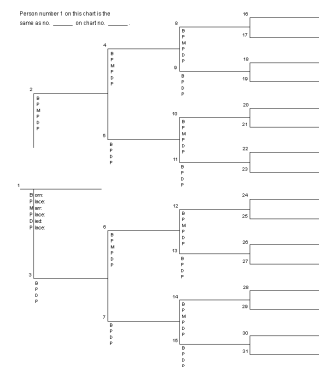 Person number 1 on this chart is the
same as no. ______ on chart no. ______ .
2
B
P
M
P
D
P
1
Born:
Place:
Marr:
Place:
Died:
Place:
3
B
P
D
P
4
B
P
M
P
D
P
5
B
P
D
P
6
B
P
M
P
D
P
7
B
P
D
P
8
B
P
M
P
D
P
9
B
P
D
P
10
B
P
M
P
D
P
11
B
P
D
P
12
B
P
M
P
D
P
13
B
P
D
P
14
B
P
M
P
D
P
15
B
P
D
P
16
17
18
19
20
21
22
23
24
25
26
27
28
29
30
31